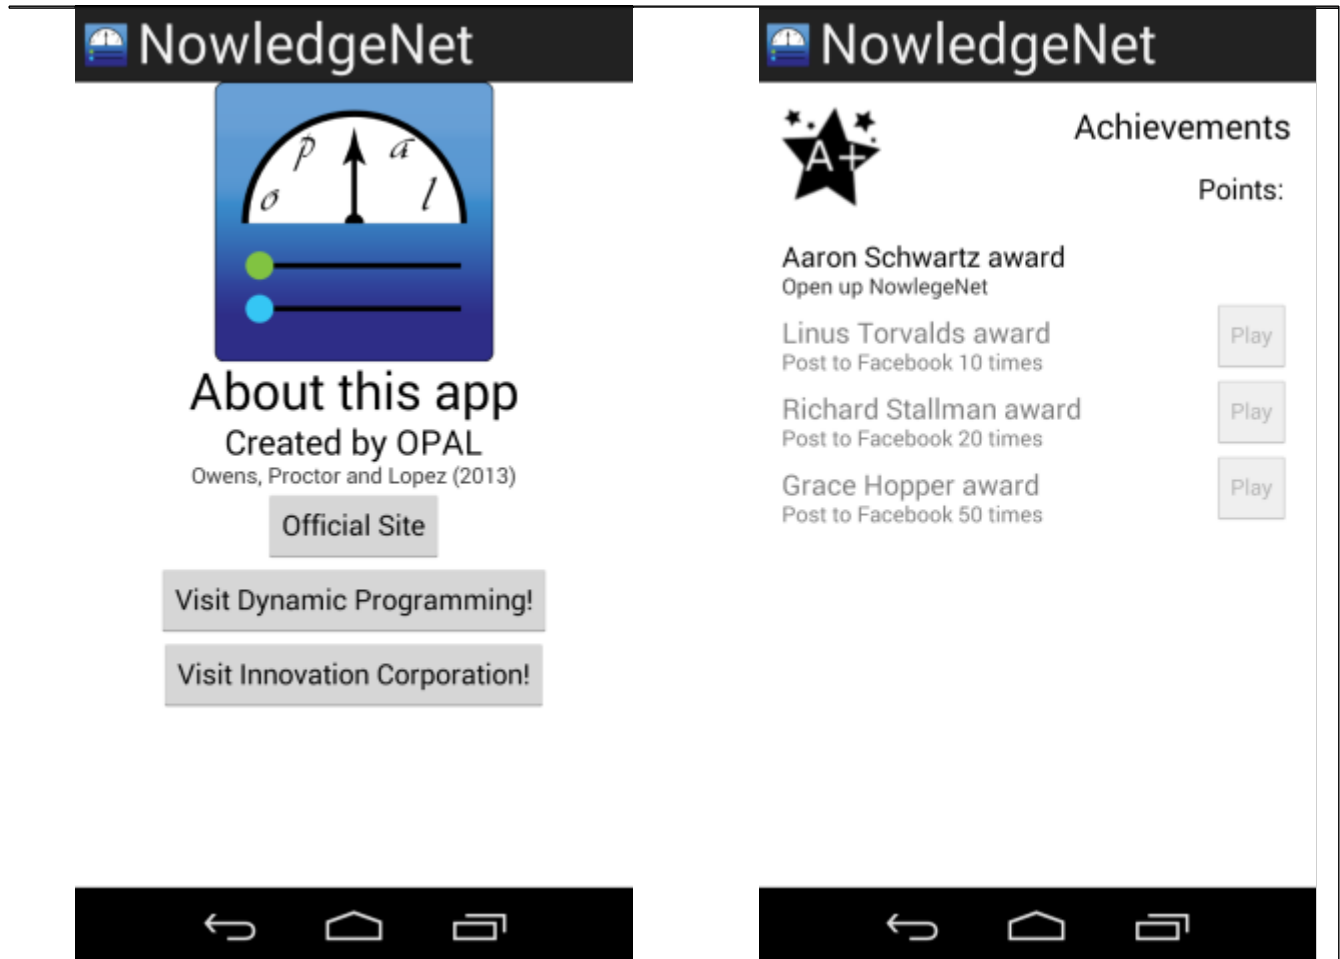 NowledgeNet
o p a l
About this app
Created by OPAL
Owens, Proctor and Lopez (2013)
Official Site
Visit Dynamic Programming!
Visit Innovation Corporation!
NowledgeNet
A+
Achievements
Points:
Aaron Schwartz award
Open up NowlegeNet
Linus Torvalds award
Post to Facebook 10 times
Play
Richard Stallman award
Post to Facebook 20 times
Play
Grace Hopper award
Post to Facebook 50 times
Play